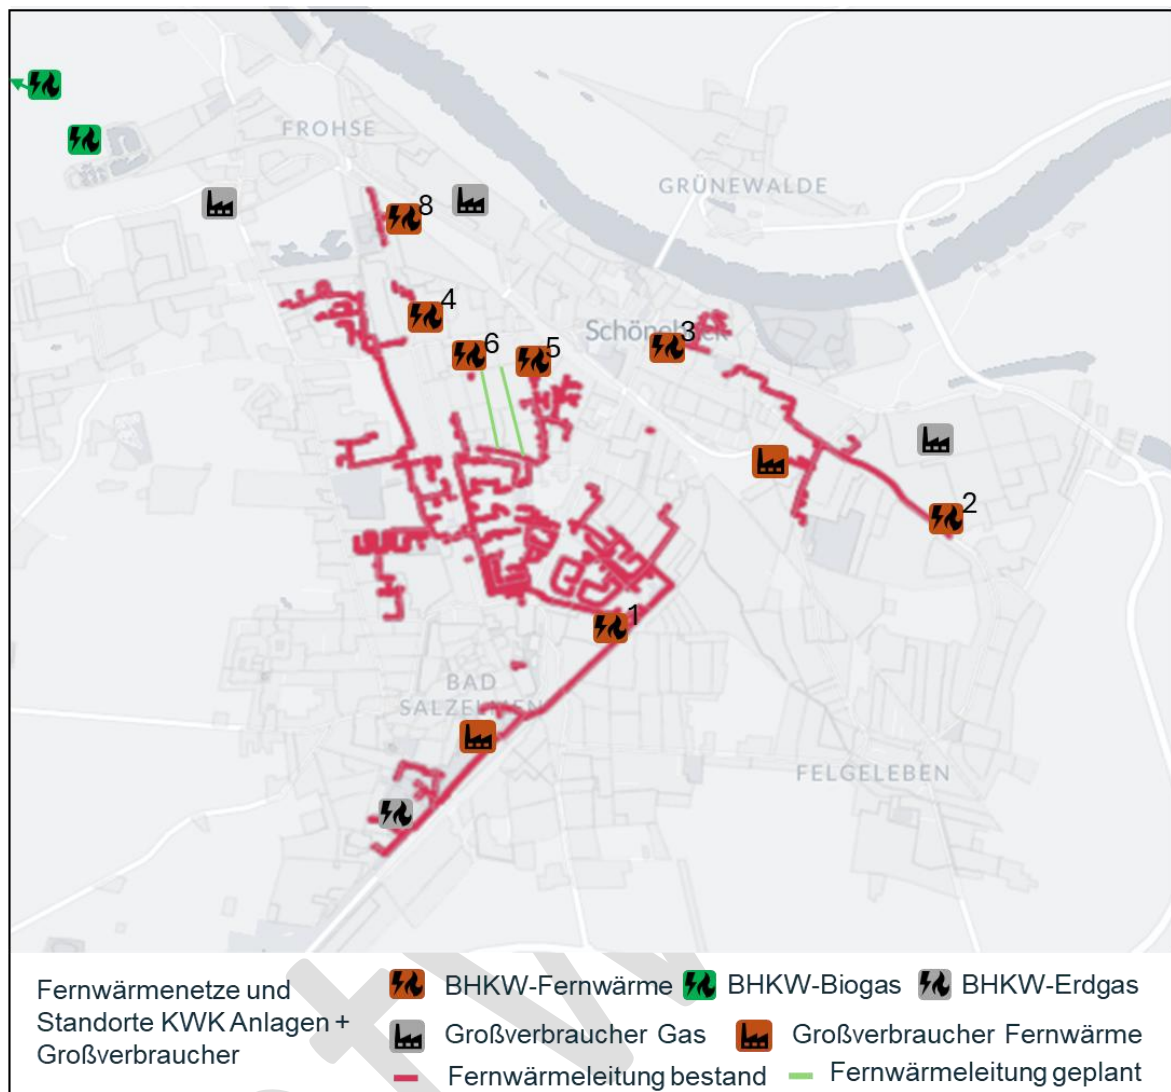 FROHSE
GRÜNEWALDE
8
4
6
5
Schönebeck
3
2
1
BAD
SALZELMEN
FELGELEBEN
Fernwärmenetze und
Standorte KWK Anlagen +
Großverbraucher
BHKW-Fernwärme
BHKW-Biogas
BHKW-Erdgas
Großverbraucher Gas
Großverbraucher Fernwärme
Fernwärmeleitung bestand
Fernwärmeleitung geplant